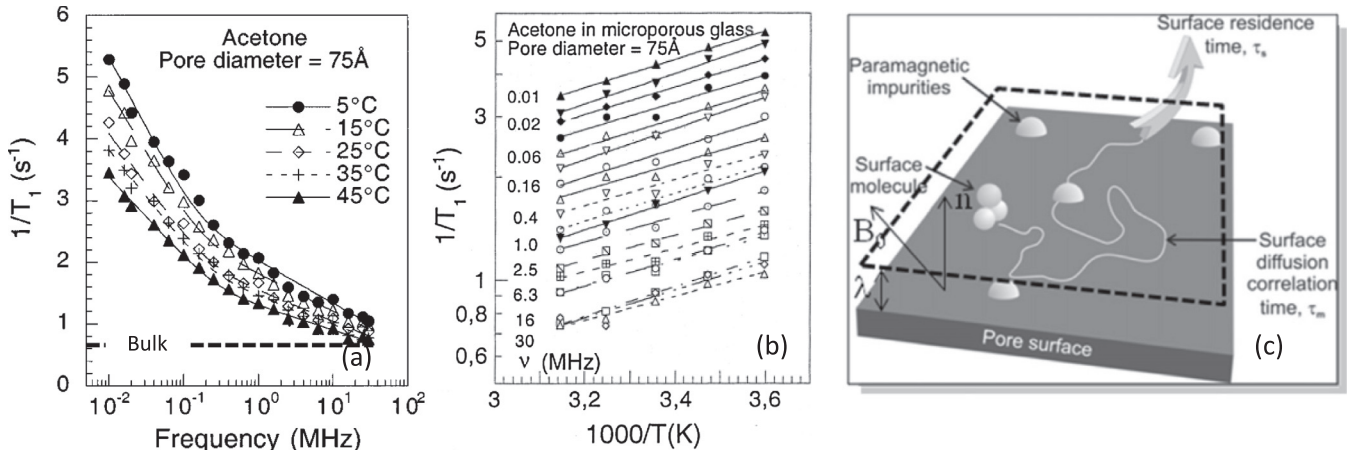 Acetone
Pore diameter = 75Å
5°C
15°C
25°C
35°C
45°C
Bulk
(a)
1/T₁ (s⁻¹)
6
5
4
3
2
1
0
10⁻² 10⁻¹ 10⁰ 10¹ 10²
Frequency (MHz)
Acetone in microporous glass
Pore diameter = 75Å
0.01
0.02
0.06
0.16
0.4
1.0
2.5
6.3
16
30
ν (MHz)
(b)
1/T₁ (s⁻¹)
5
3
1
0,8
0,6
3 3,2 3,4 3,6
1000/T(K)
Surface residence
time, τₛ
Paramagnetic
impurities
Surface
molecule
n
B₀
λ
Surface
diffusion
correlation
time, τₘ
Pore surface
(c)